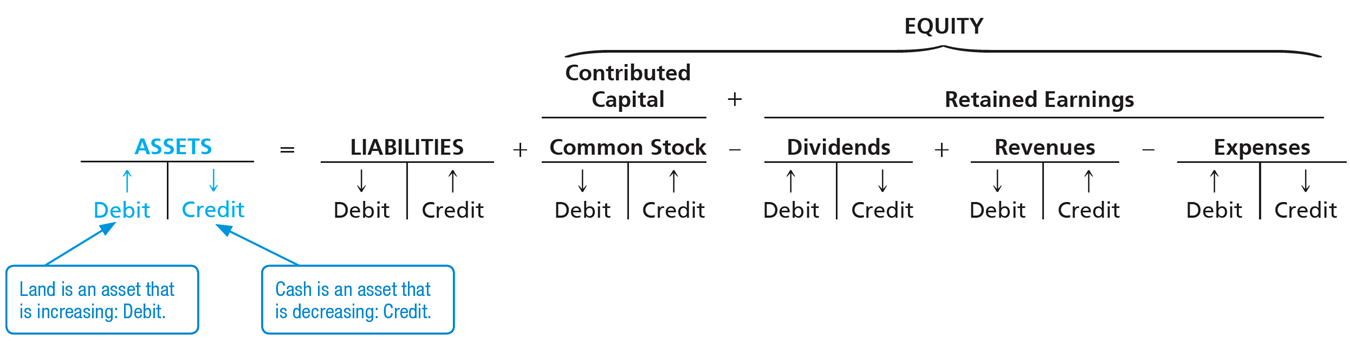 EQUITY
Contributed
Capital
+
Retained Earnings
ASSETS = LIABILITIES + Common Stock – Dividends + Revenues – Expenses
↑ ↓ ↓ ↑ ↓ ↑ ↑ ↓ ↓ ↑ ↑ ↓
Debit Credit Debit Credit Debit Credit Debit Credit Debit Credit Debit Credit
Land is an asset that
is increasing: Debit.
Cash is an asset that
is decreasing: Credit.